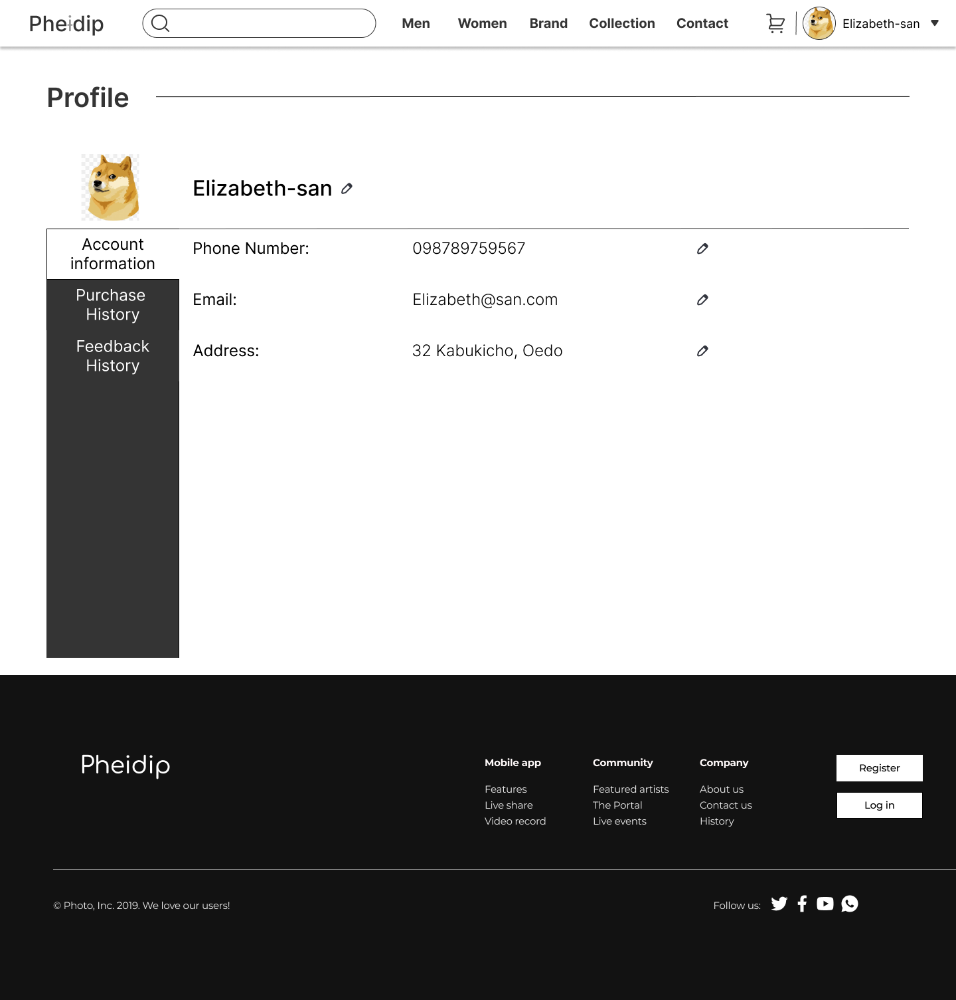 Pheidip
Men Women Brand Collection Contact Elizabeth-san
Profile
Elizabeth-san
Account
information
Phone Number: 098789759567
Purchase
History
Email: Elizabeth@san.com
Feedback
History
Address: 32 Kabukicho, Oedo
Pheidip
Mobile app
Features
Live share
Video record
Community
Featured artists
The Portal
Live events
Company
About us
Contact us
History
Register
Log in
© Photo, Inc. 2019. We love our users!
Follow us: